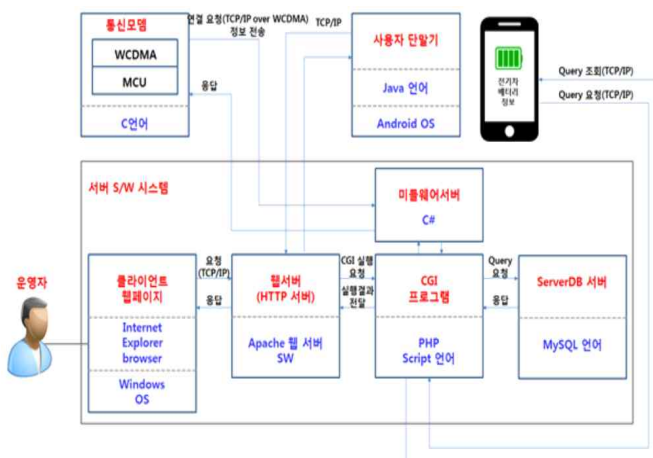 통신모뎀
WCDMA
MCU
C언어
연결 요청(TCP/IP over WCDMA)
정보 전송
응답
TCP/IP
사용자 단말기
Java 언어
Android OS
전기차
배터리
정보
Query 조회(TCP/IP)
Query 요청(TCP/IP)
서버 S/W 시스템
미들웨어서버
C#
운영자
클라이언트
웹페이지
Internet
Explorer
browser
Windows
OS
요청
(TCP/IP)
응답
웹서버
(HTTP 서버)
Apache 웹 서버
SW
CGI 실행
요청
실행결과
전달
CGI
프로그램
PHP
Script 언어
Query
요청
응답
ServerDB 서버
MySQL 언어